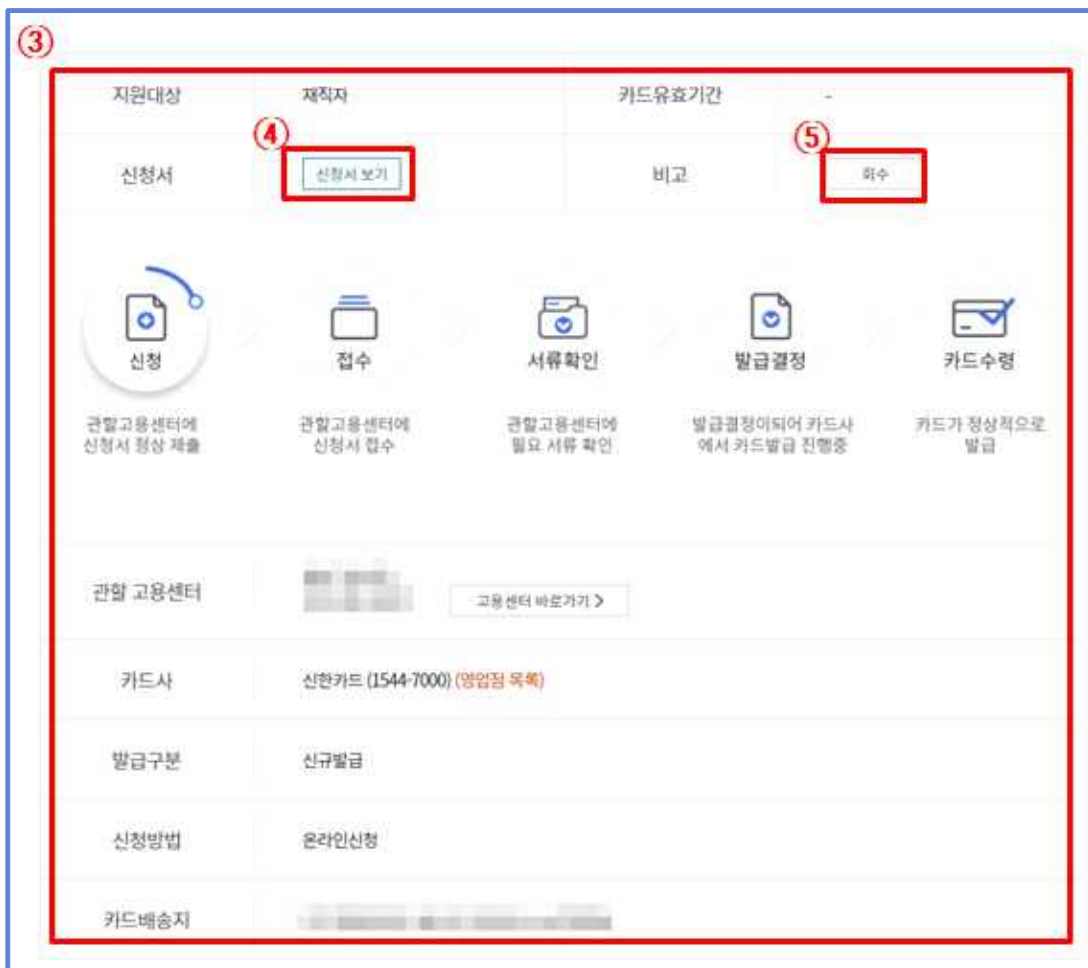 ③
지원대상 재직자 카드유효기간 -
④ ⑤
신청서 신청서 보기 비고 회수
신청 접수 서류확인 발급결정 카드수령
관할고용센터에 관할고용센터에 관할고용센터에 발급결정이되어 카드사 카드가 정상적으로
신청서 정상 제출 신청서 접수 필요 서류 확인 에서 카드발급 진행중 발급
관할 고용센터 고용센터 바로가기 >
카드사 신한카드 (1544-7000) (영업점 목록)
발급구분 신규발급
신청방법 온라인신청
카드배송지